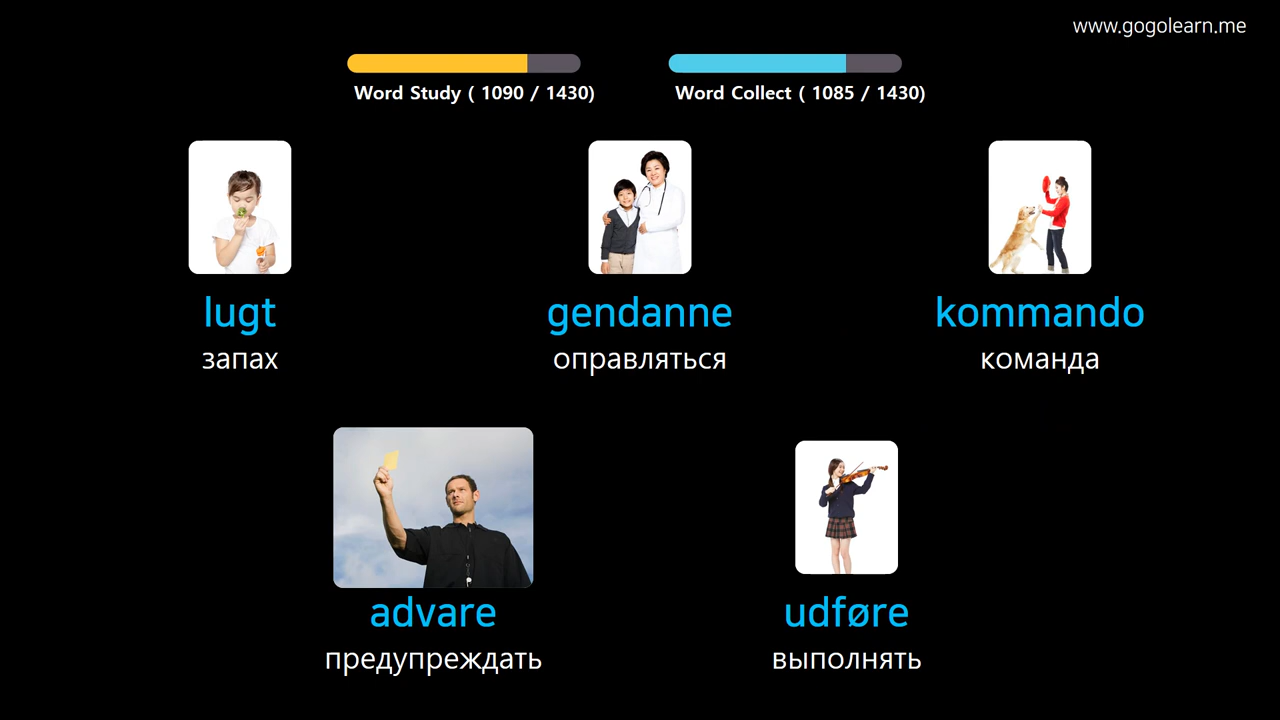 www.gogolearn.me
Word Study ( 1090 / 1430)
Word Collect ( 1085 / 1430)
lugt
запах
gendanne
оправляться
kommando
команда
advare
предупреждать
udføre
выполнять